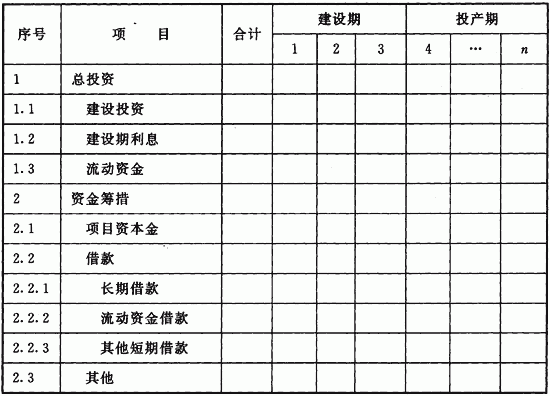 序号 项 目 合计 建设期 投产期
1 2 3 4 … n
1 总投资
1.1 建设投资
1.2 建设期利息
1.3 流动资金
2 资金筹措
2.1 项目资本金
2.2 借款
2.2.1 长期借款
2.2.2 流动资金借款
2.2.3 其他短期借款
2.3 其他